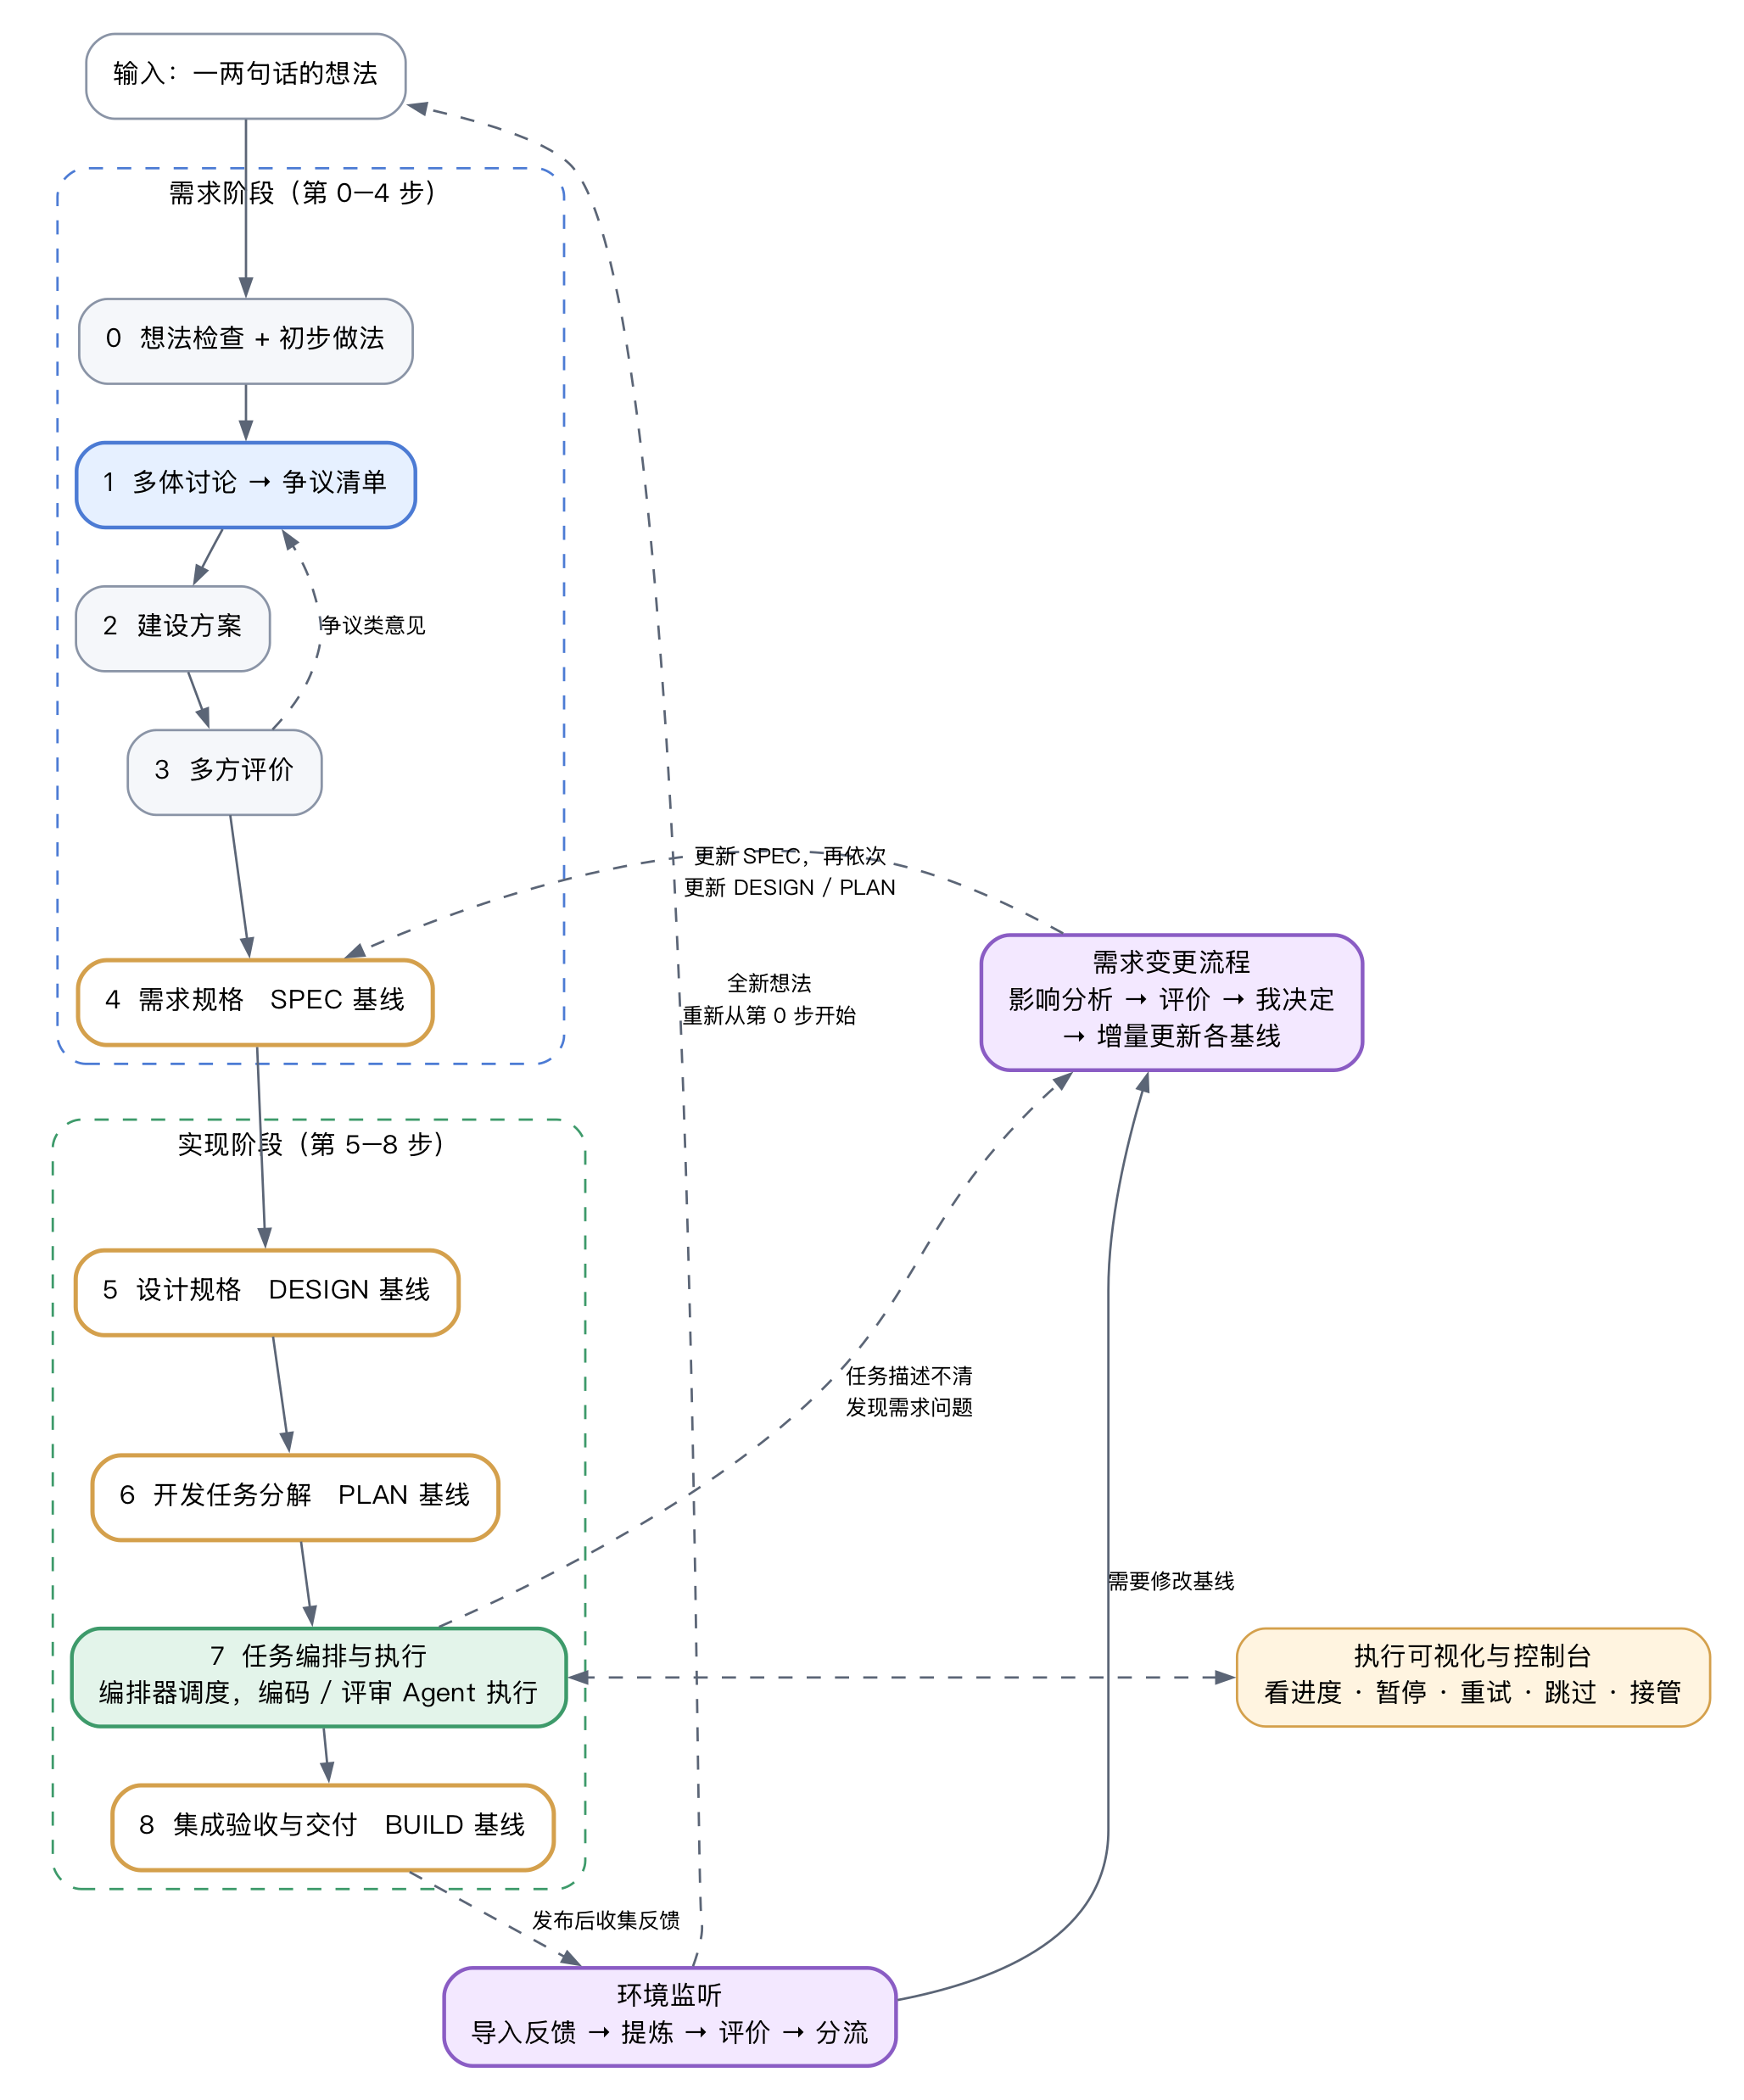 输入：一两句话的想法
需求阶段（第 0—4 步）
0 想法检查 + 初步做法
1 多体讨论 → 争议清单
2 建设方案
争议类意见
3 多方评价
更新 SPEC，再依次
更新 DESIGN / PLAN
4 需求规格 SPEC 基线
全新想法
重新从第 0 步开始
需求变更流程
影响分析 → 评价 → 我决定
→ 增量更新各基线
实现阶段（第 5—8 步）
5 设计规格 DESIGN 基线
任务描述不清
发现需求问题
6 开发任务分解 PLAN 基线
需要修改基线
7 任务编排与执行
编排器调度，编码 / 评审 Agent 执行
执行可视化与控制台
看进度 · 暂停 · 重试 · 跳过 · 接管
8 集成验收与交付 BUILD 基线
发布后收集反馈
环境监听
导入反馈 → 提炼 → 评价 → 分流